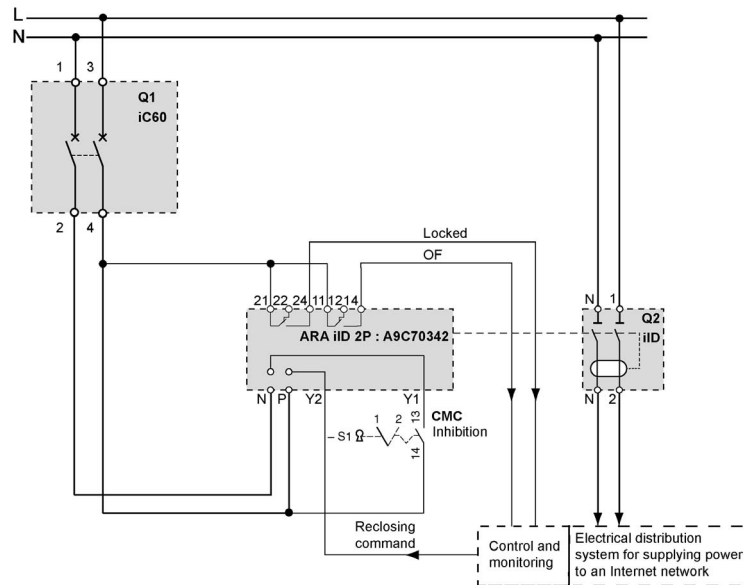 L
N
1 3
Q1
iC60
2 4
Locked
OF
21 22 24 11 12 14
N 1
ARA iID 2P : A9C70342
Q2
iID
N P Y2 Y1
N 2
1 2 13
CMC
Inhibition
– S1
14
Reclosing
command
Control and
monitoring
Electrical distribution
system for supplying power
to an Internet network